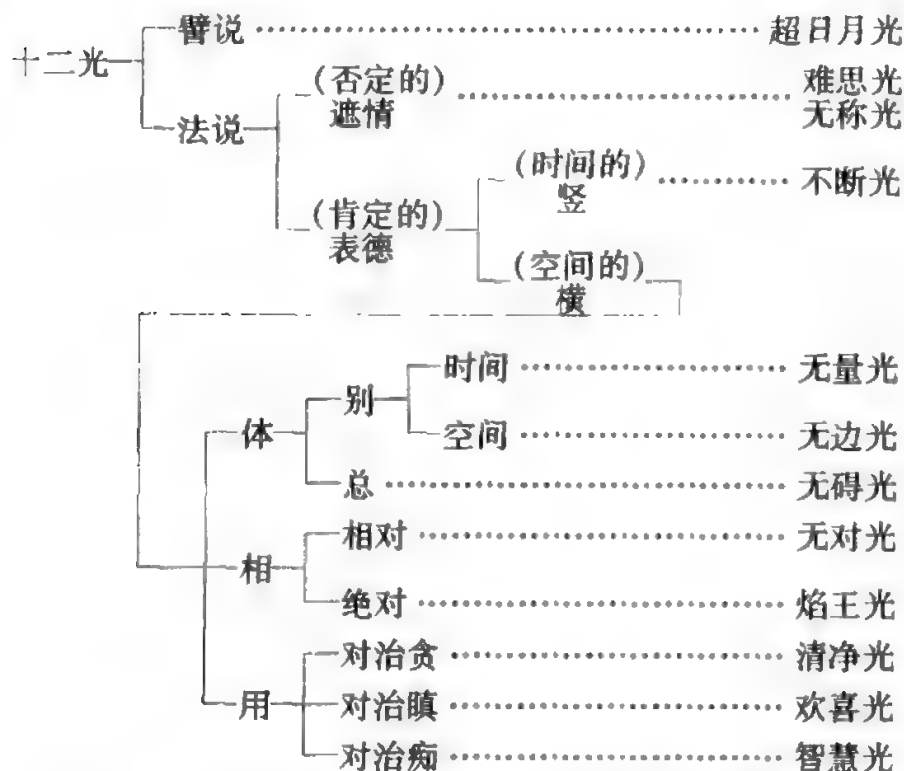 十二光 譬说 超日月光
法说 (否定的) 遮情 难思光 无称光
(肯定的) 表德 (时间的) 竖 不断光
(空间的) 横
体 别 时间 无量光
空间 无边光
总 无碍光
相 相对 无对光
绝对 焰王光
用 对治贪 清净光
对治瞋 欢喜光
对治痴 智慧光